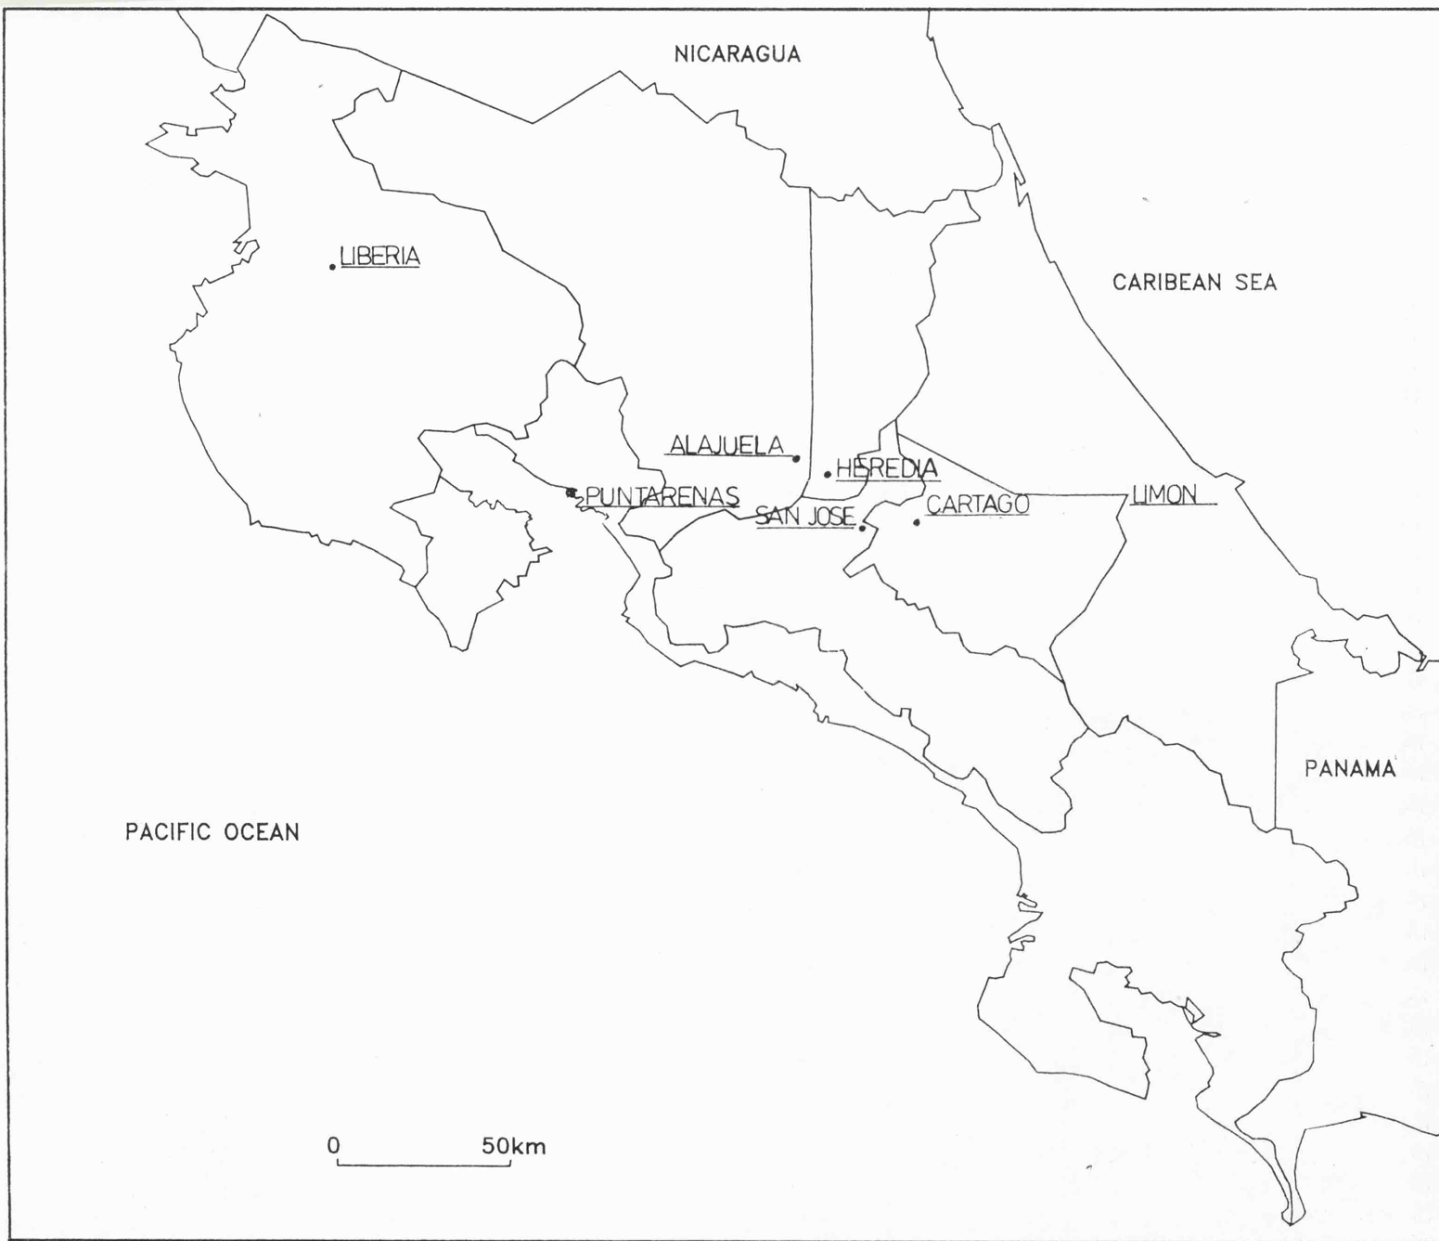 NICARAGUA
LIBERIA
CARIBEAN SEA
ALAJUELA
HEREDIA
PUNTARENAS
LIMON
SAN JOSE
CARTAGO
PANAMA
PACIFIC OCEAN
0 50km